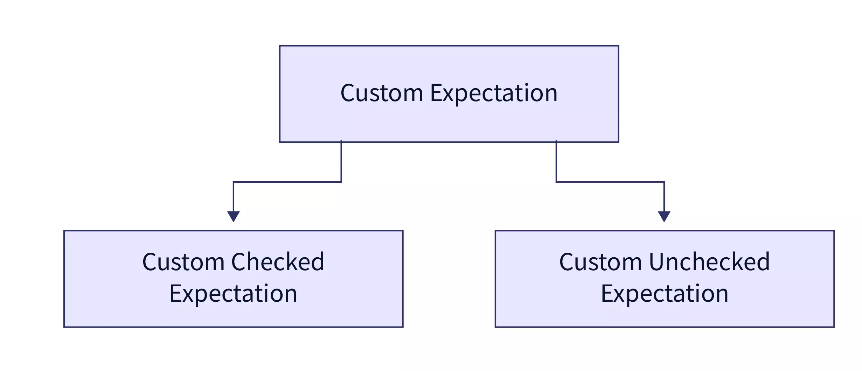 Custom Expectation
Custom Checked
Expectation
Custom Unchecked
Expectation